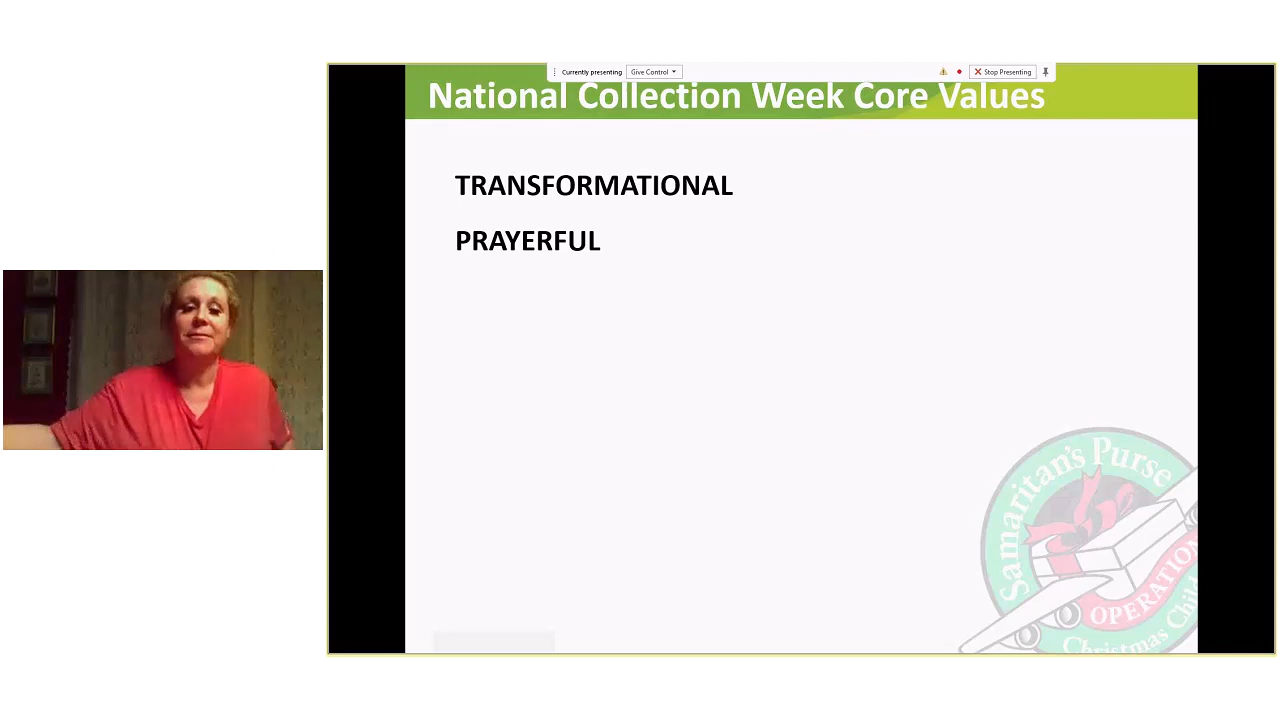 Currently presenting Give Control Stop Presenting
National Collection Week Core Values
TRANSFORMATIONAL
PRAYERFUL
Samaritan's Purse
OPERATION
Christmas Child